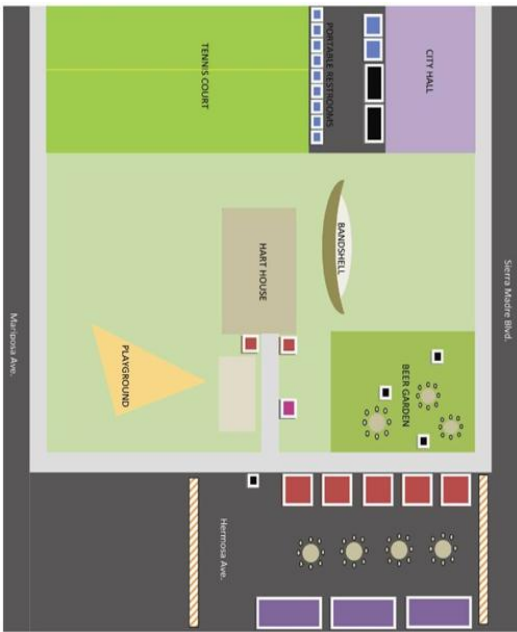 TENNIS COURT
PORTABLE RESTROOMS
CITY HALL
BANDSHELL
HART HOUSE
Sierra Madre Blvd.
Mariposa Ave.
PLAYGROUND
BEER GARDEN
Hermosa Ave.